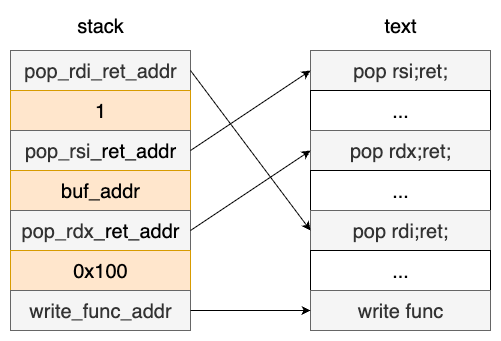 stack
pop_rdi_ret_addr
1
pop_rsi_ret_addr
buf_addr
pop_rdx_ret_addr
0x100
write_func_addr
text
pop rsi;ret;
...
pop rdx;ret;
...
pop rdi;ret;
...
write func